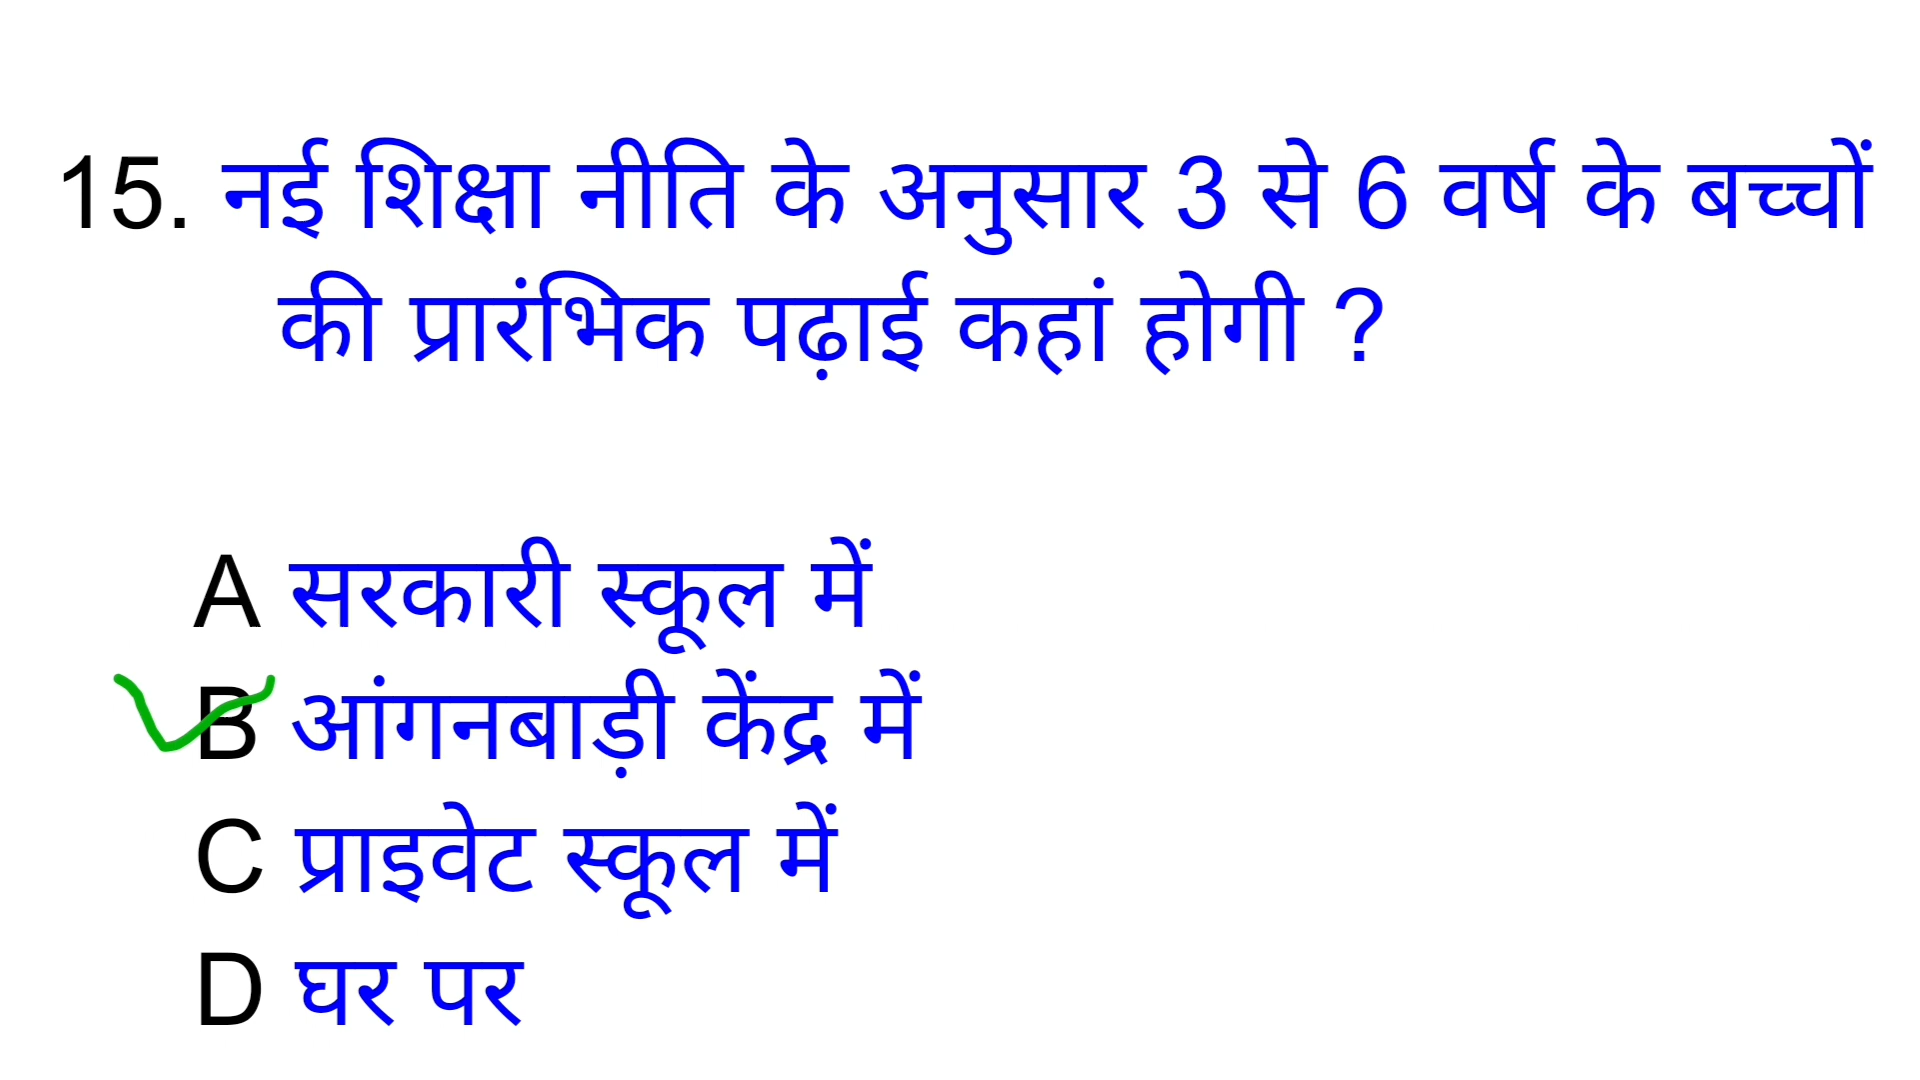 15. नई शिक्षा नीति के अनुसार 3 से 6 वर्ष के बच्चों
की प्रारंभिक पढ़ाई कहां होगी ?
A सरकारी स्कूल में
B आंगनबाड़ी केंद्र में
C प्राइवेट स्कूल में
D घर पर